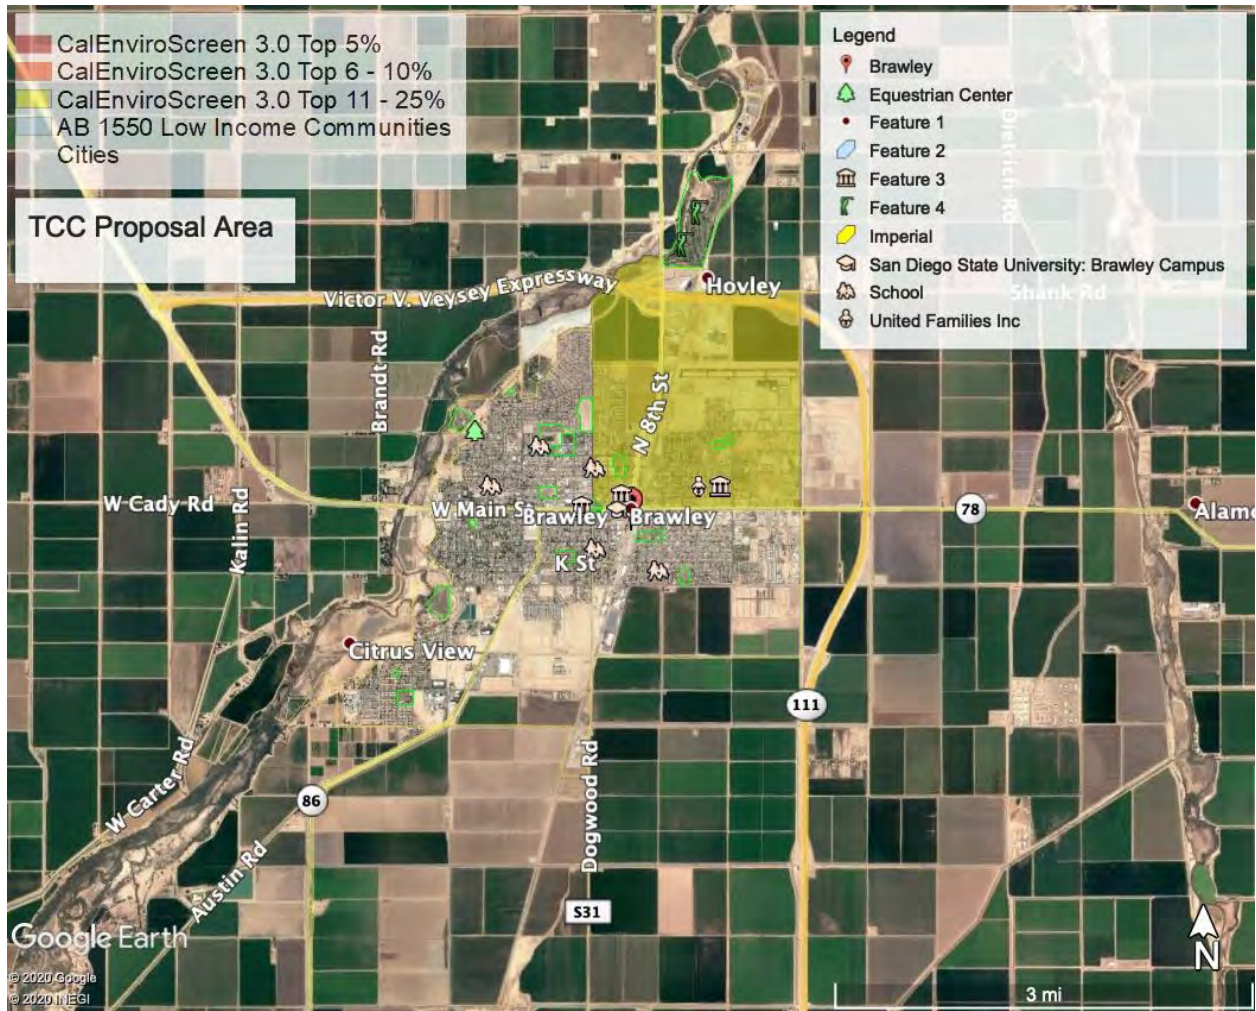 CalEnviroScreen 3.0 Top 5%
CalEnviroScreen 3.0 Top 6 - 10%
CalEnviroScreen 3.0 Top 11 - 25%
AB 1550 Low Income Communities
Cities
TCC Proposal Area
Legend
Brawley
Equestrian Center
Feature 1
Feature 2
Feature 3
Feature 4
Imperial
San Diego State University: Brawley Campus
School
United Families Inc
Dietrich Rd
Shank Rd
Victor V. Veysey Expressway
Hovley
Brandt Rd
N 8th St
W Cady Rd
Kalin Rd
W Main St
Brawley
Brawley
78
Alamo
K St
Citrus View
111
W Carter Rd
86
Austin Rd
Dogwood Rd
S31
Google Earth
© 2020 Google
© 2020 INEGI
N
3 mi